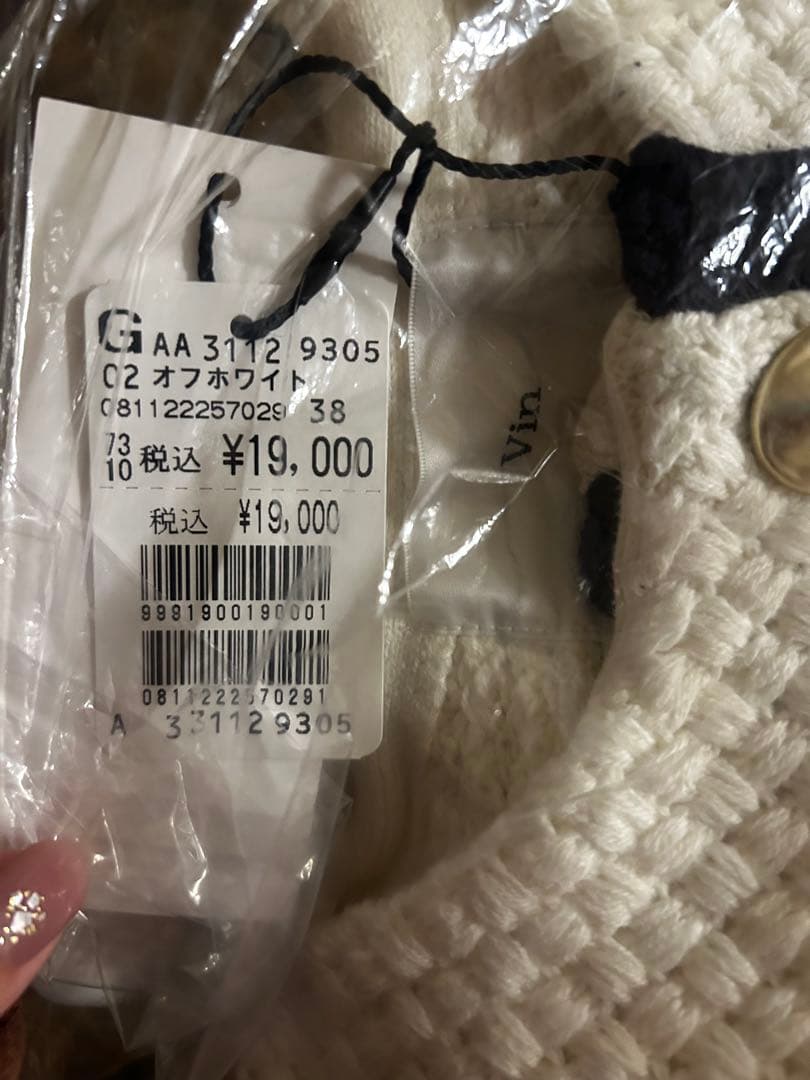 G AA 3112 9305
02 オフホワイト
081122257029 38
73
10 税込 ¥19,000
税込 ¥19,000
9981900190001
0811222570291
A 33112 9305
Vin